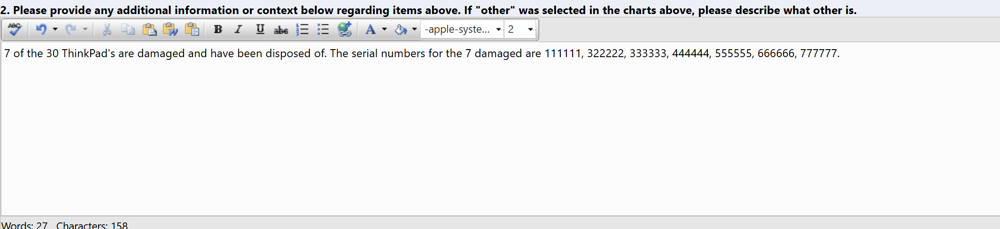 2. Please provide any additional information or context below regarding items above. If "other" was selected in the charts above, please describe what other is.
ABC B I U abc A -apple-syste... 2
7 of the 30 ThinkPad's are damaged and have been disposed of. The serial numbers for the 7 damaged are 111111, 322222, 333333, 444444, 555555, 666666, 777777.
Words: 27 Characters: 158